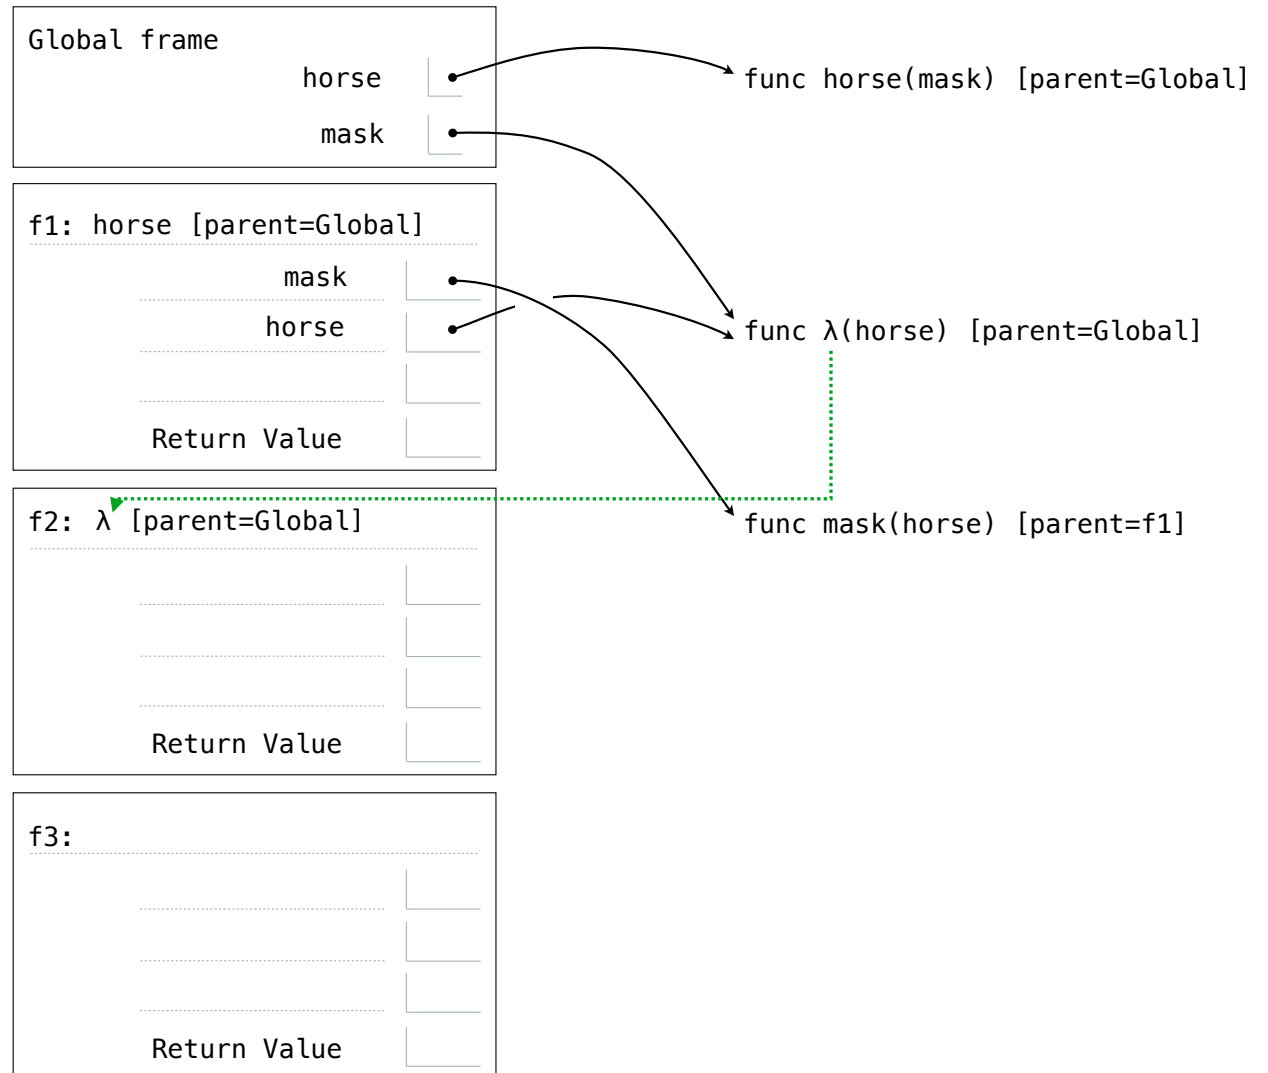 Global frame
horse
func horse(mask) [parent=Global]
mask
f1: horse [parent=Global]
mask
horse
func λ(horse) [parent=Global]
Return Value
f2: λ [parent=Global]
func mask(horse) [parent=f1]
Return Value
f3:
Return Value